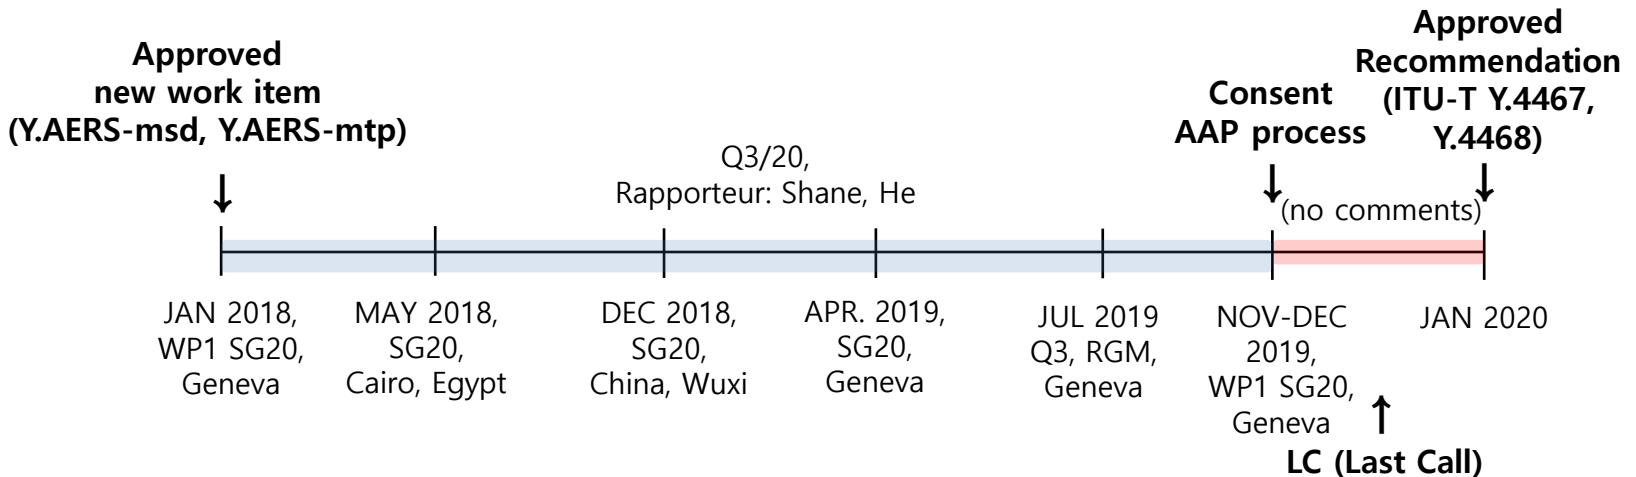 Approved
new work item
(Y.AERS-msd, Y.AERS-mtp)
Q3/20,
Rapporteur: Shane, He
Consent
AAP process
Approved
Recommendation
(ITU-T Y.4467,
Y.4468)
(no comments)
JAN 2018,
WP1 SG20,
Geneva
MAY 2018,
SG20,
Cairo, Egypt
DEC 2018,
SG20,
China, Wuxi
APR. 2019,
SG20,
Geneva
JUL 2019
Q3, RGM,
Geneva
NOV-DEC
2019,
WP1 SG20,
Geneva
JAN 2020
LC (Last Call)